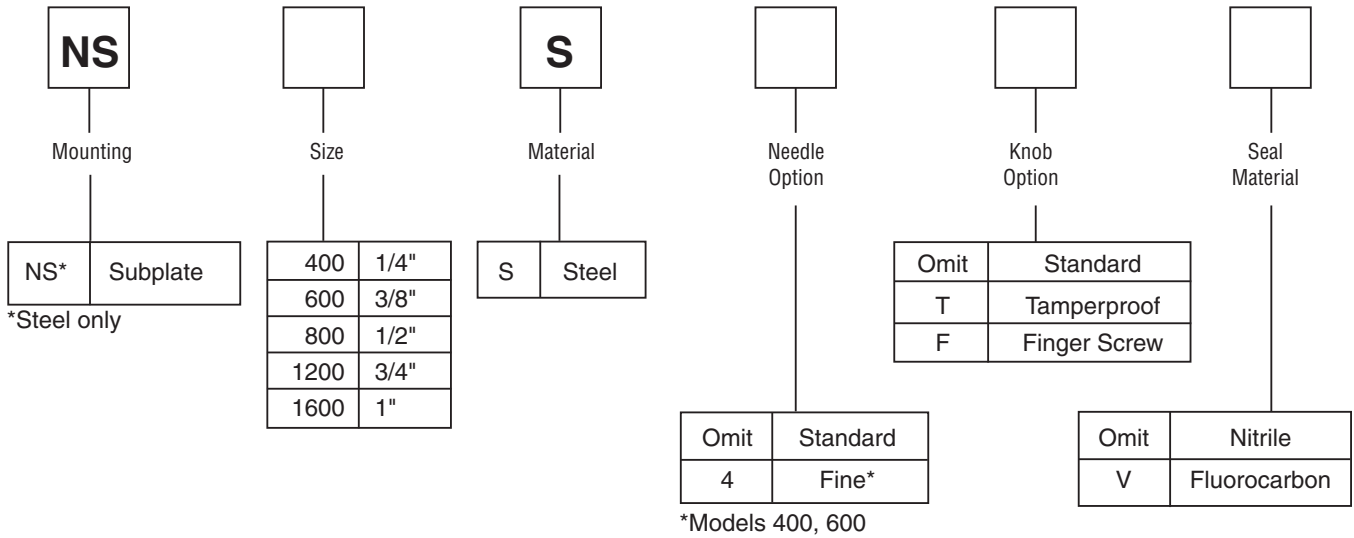 NS
S
Mounting
Size
Material
Needle
Option
Knob
Option
Seal
Material
NS* Subplate
*Steel only
400 1/4"
600 3/8"
800 1/2"
1200 3/4"
1600 1"
S Steel
Omit Standard
T Tamperproof
F Finger Screw
Omit Standard
4 Fine*
*Models 400, 600
Omit Nitrile
V Fluorocarbon